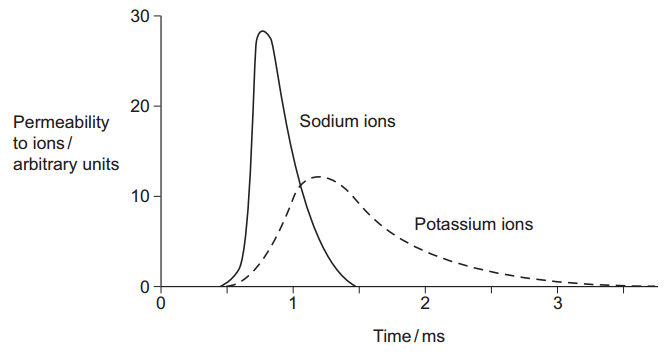 30
20
Permeability
to ions /
arbitrary units
Sodium ions
10
Potassium ions
0
0 1 2 3
Time / ms